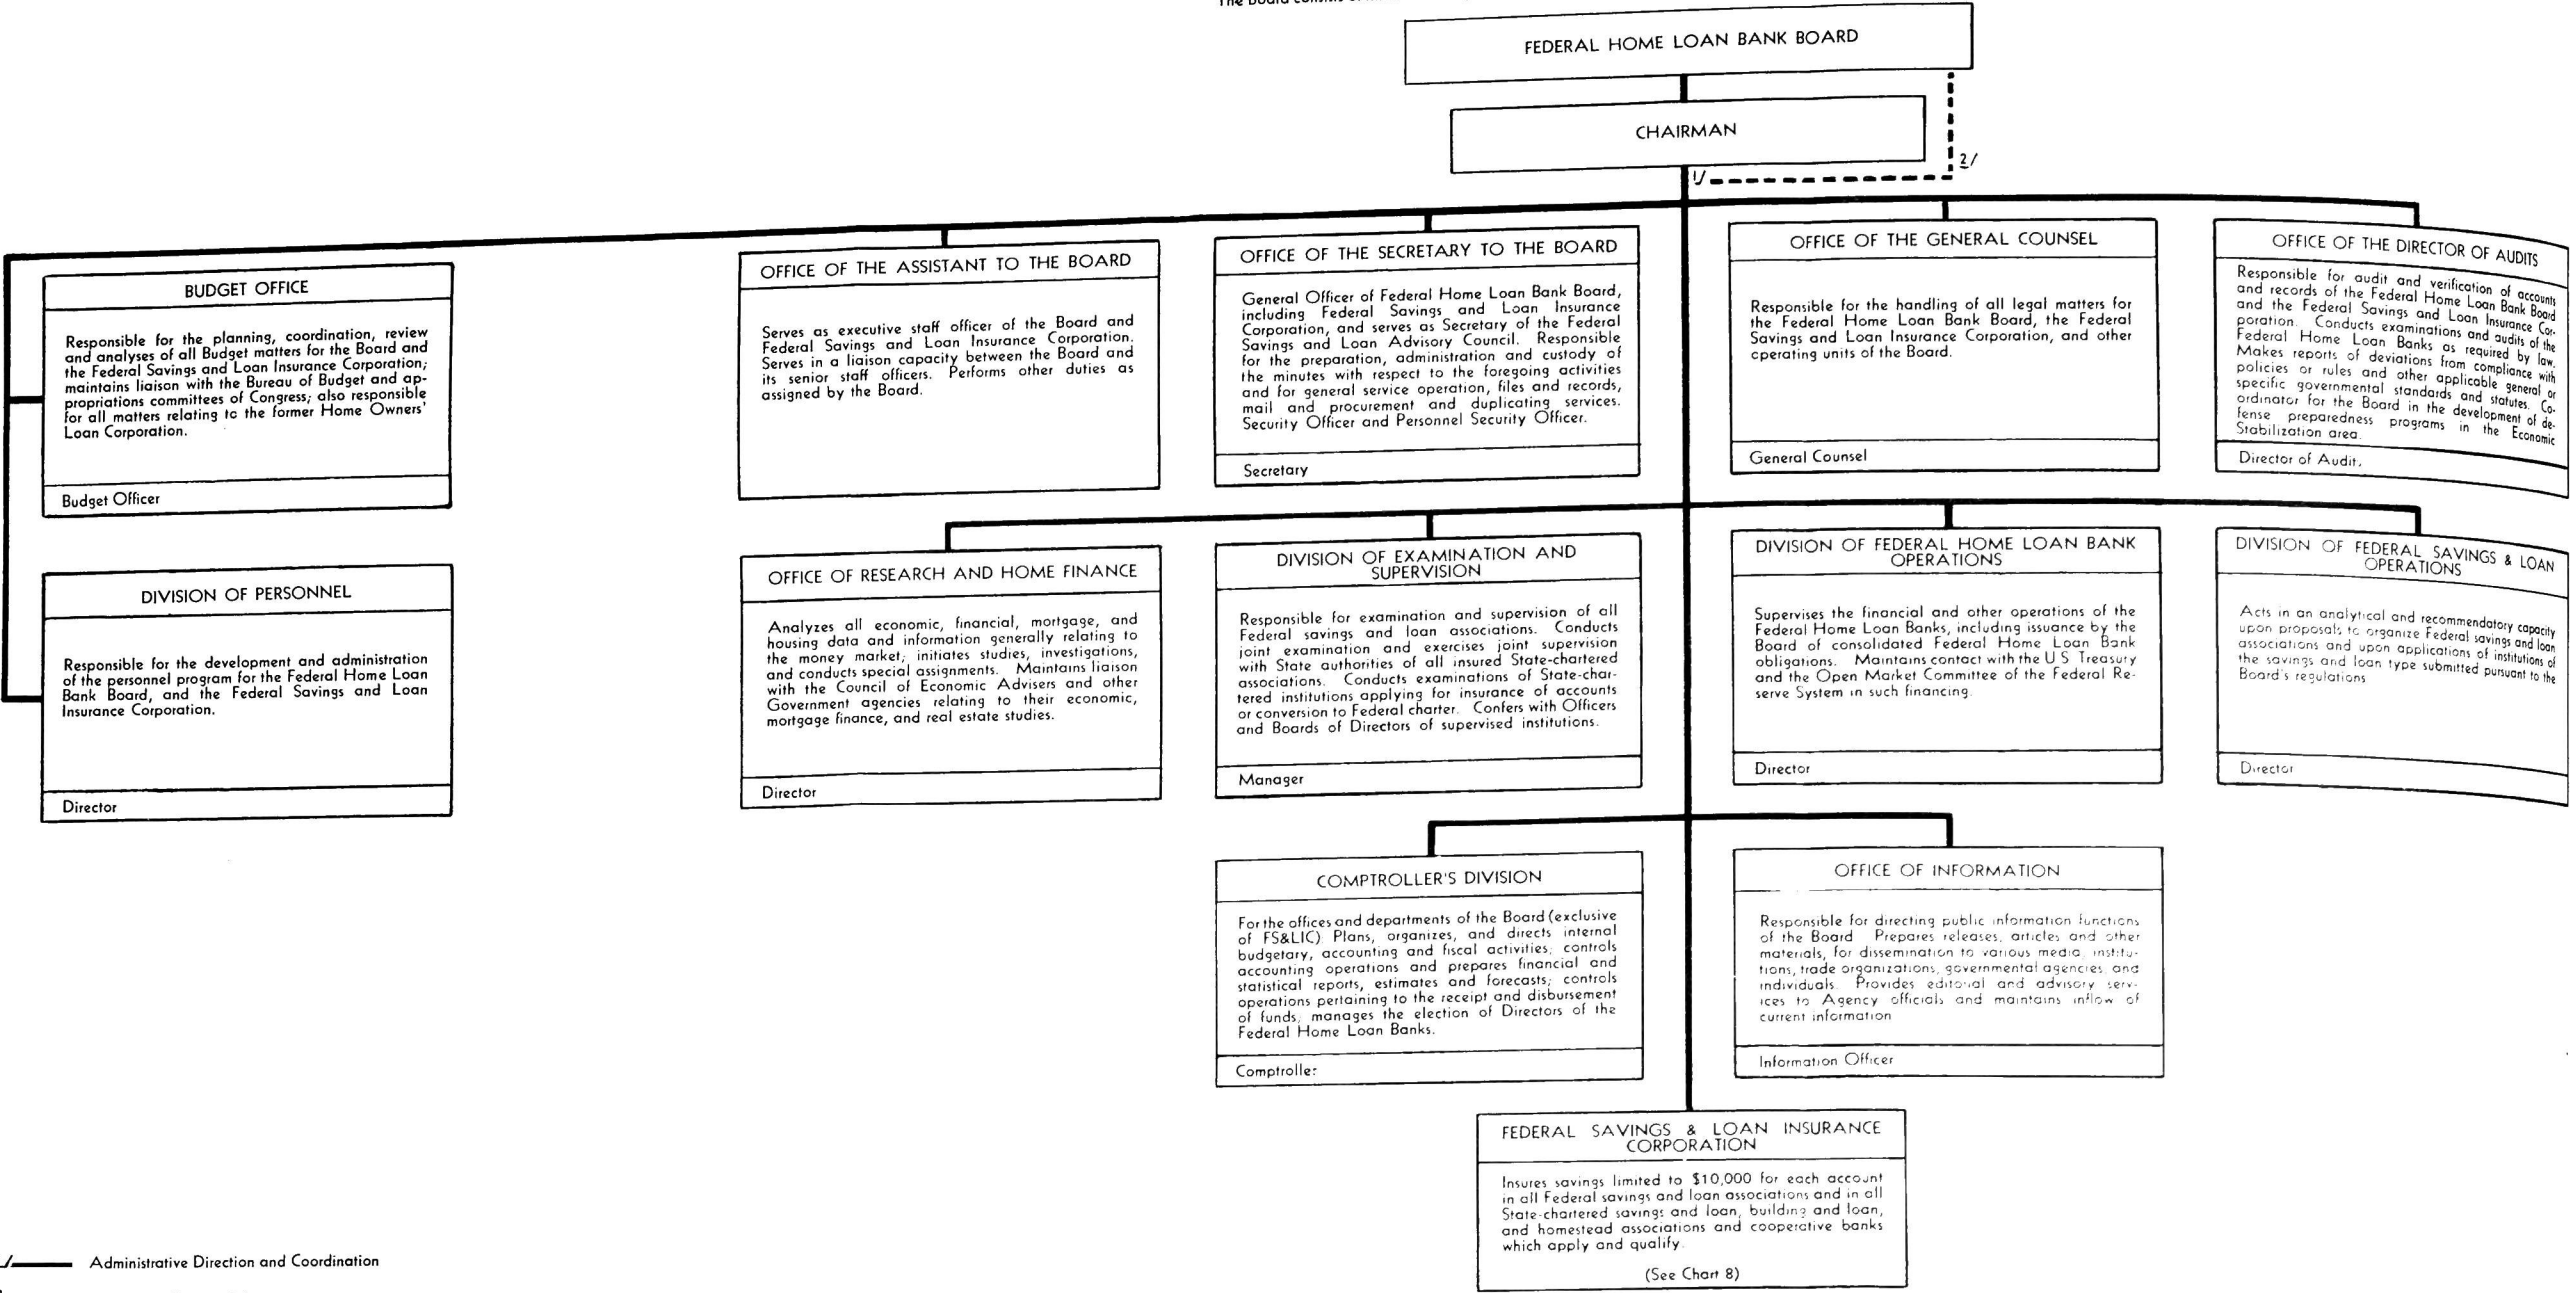 The Board consists
FEDERAL HOME LOAN BANK BOARD
CHAIRMAN
1/
2/
BUDGET OFFICE
Responsible for the planning, coordination, review
and analyses of all Budget matters for the Board and
the Federal Savings and Loan Insurance Corporation;
maintains liaison with the Bureau of Budget and ap-
propriations committees of Congress; also responsible
for all matters relating to the former Home Owners'
Loan Corporation.
Budget Officer
OFFICE OF THE ASSISTANT TO THE BOARD
Serves as executive staff officer of the Board and
Federal Savings and Loan Insurance Corporation.
Serves in a liaison capacity between the Board and
its senior staff officers. Performs other duties as
assigned by the Board.
OFFICE OF THE SECRETARY TO THE BOARD
General Officer of Federal Home Loan Bank Board,
including Federal Savings and Loan Insurance
Corporation, and serves as Secretary of the Federal
Savings and Loan Advisory Council. Responsible
for the preparation, administration and custody of
the minutes with respect to the foregoing activities
and for general service operation, files and records,
mail and procurement and duplicating services.
Security Officer and Personnel Security Officer.
Secretary
OFFICE OF THE GENERAL COUNSEL
Responsible for the handling of all legal matters for
the Federal Home Loan Bank Board, the Federal
Savings and Loan Insurance Corporation, and other
operating units of the Board.
General Counsel
OFFICE OF THE DIRECTOR OF AUDITS
Responsible for audit and verification of accounts
and records of the Federal Home Loan Bank Board
and the Federal Savings and Loan Insurance Cor-
poration. Conducts examinations and audits of the
Federal Home Loan Banks as required by law.
Makes reports of deviations from compliance with
policies or rules and other applicable general or
specific governmental standards and statutes. Co-
ordinator for the Board in the development of de-
fense preparedness programs in the Economic
Stabilization area.
Director of Audit.
DIVISION OF PERSONNEL
Responsible for the development and administration
of the personnel program for the Federal Home Loan
Bank Board, and the Federal Savings and Loan
Insurance Corporation.
Director
OFFICE OF RESEARCH AND HOME FINANCE
Analyzes all economic, financial, mortgage, and
housing data and information generally relating to
the money market; initiates studies, investigations,
and conducts special assignments. Maintains liaison
with the Council of Economic Advisers and other
Government agencies relating to their economic,
mortgage finance, and real estate studies.
Director
DIVISION OF EXAMINATION AND
SUPERVISION
Responsible for examination and supervision of all
Federal savings and loan associations. Conducts
joint examination and exercises joint supervision
with State authorities of all insured State-chartered
associations. Conducts examinations of State-char-
tered institutions applying for insurance of accounts
or conversion to Federal charter. Confers with Officers
and Boards of Directors of supervised institutions.
Manager
DIVISION OF FEDERAL HOME LOAN BANK
OPERATIONS
Supervises the financial and other operations of the
Federal Home Loan Banks, including issuance by the
Board of consolidated Federal Home Loan Bank
obligations. Maintains contact with the U S Treasury
and the Open Market Committee of the Federal Re-
serve System in such financing.
Director
DIVISION OF FEDERAL SAVINGS & LOAN
OPERATIONS
Acts in an analytical and recommendatory capacity
upon proposals to organize Federal savings and loan
associations and upon applications of institutions of
the savings and loan type submitted pursuant to the
Board's regulations
Director
COMPTROLLER'S DIVISION
For the offices and departments of the Board (exclusive
of FS&LIC) Plans, organizes, and directs internal
budgetary, accounting and fiscal activities; controls
accounting operations and prepares financial and
statistical reports, estimates and forecasts; controls
operations pertaining to the receipt and disbursement
of funds; manages the election of Directors of the
Federal Home Loan Banks.
Comptroller
OFFICE OF INFORMATION
Responsible for directing public information functions
of the Board Prepares releases, articles and other
materials, for dissemination to various media, institu-
tions, trade organizations, governmental agencies, and
individuals. Provides editorial and advisory serv-
ices to Agency officials and maintains inflow of
current information
Information Officer
FEDERAL SAVINGS & LOAN INSURANCE
CORPORATION
Insures savings limited to $10,000 for each account
in all Federal savings and loan associations and in all
State-chartered savings and loan, building and loan,
and homestead associations and cooperative banks
which apply and qualify.
(See Chart 8)
Administrative Direction and Coordination